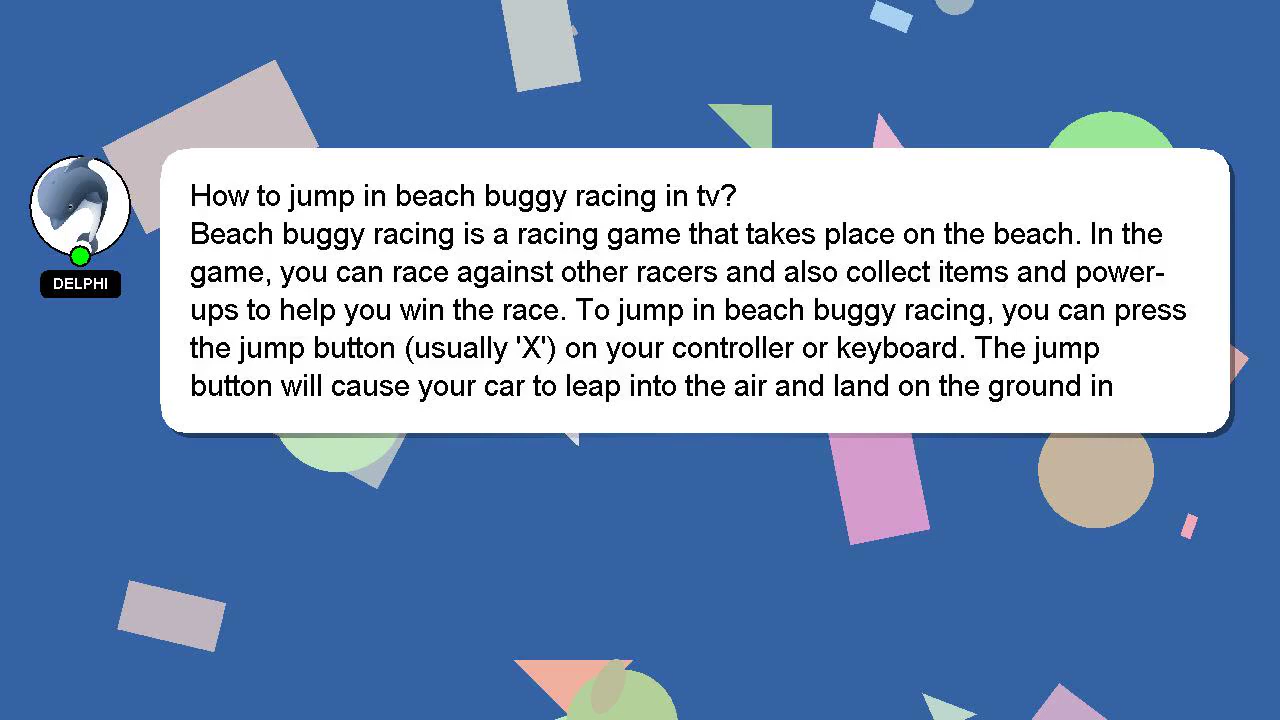 How to jump in beach buggy racing in tv?
Beach buggy racing is a racing game that takes place on the beach. In the
game, you can race against other racers and also collect items and power-
ups to help you win the race. To jump in beach buggy racing, you can press
the jump button (usually 'X') on your controller or keyboard. The jump
button will cause your car to leap into the air and land on the ground in
DELPHI